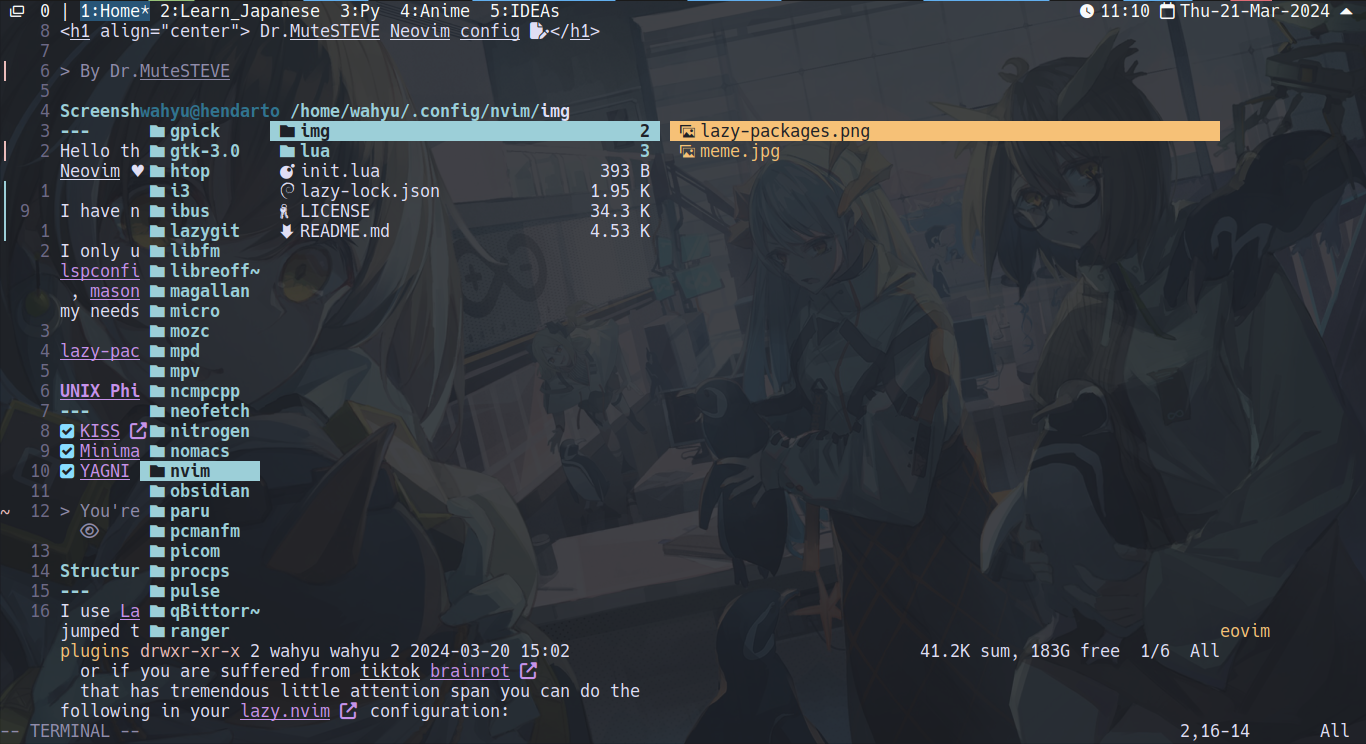 0 | 1:Home* 2:Learn_Japanese 3:Py 4:Anime 5:IDEAs 11:10 Thu-21-Mar-2024
8 <h1 align="center"> Dr.MuteSTEVE Neovim config </h1>
7
6 > By Dr.MuteSTEVE
5
4 Screenshwahyu@hendarto /home/wahyu/.config/nvim/img
3 --- gpick img 2 lazy-packages.png
2 Hello th gtk-3.0 lua 3 meme.jpg
Neovim ♥ htop init.lua 393 B
1 i3 lazy-lock.json 1.95 K
9 I have n ibus LICENSE 34.3 K
1 lazygit README.md 4.53 K
2 I only u libfm
lspconfi libreoff~
, mason magallan
my needs micro
3 mozc
4 lazy-pac mpd
5 mpv
6 UNIX Phi ncmpcpp
7 --- neofetch
8 KISS nitrogen
9 Minima nomacs
10 YAGNI nvim
11 obsidian
~ 12 > You're paru
pcmanfm
13 picom
14 Structur procps
15 --- pulse
16 I use La qBittorr~
jumped t ranger eovim
plugins drwxr-xr-x 2 wahyu wahyu 2 2024-03-20 15:02 41.2K sum, 183G free 1/6 All
or if you are suffered from tiktok brainrot
that has tremendous little attention span you can do the
following in your lazy.nvim configuration:
-- TERMINAL -- 2,16-14 All